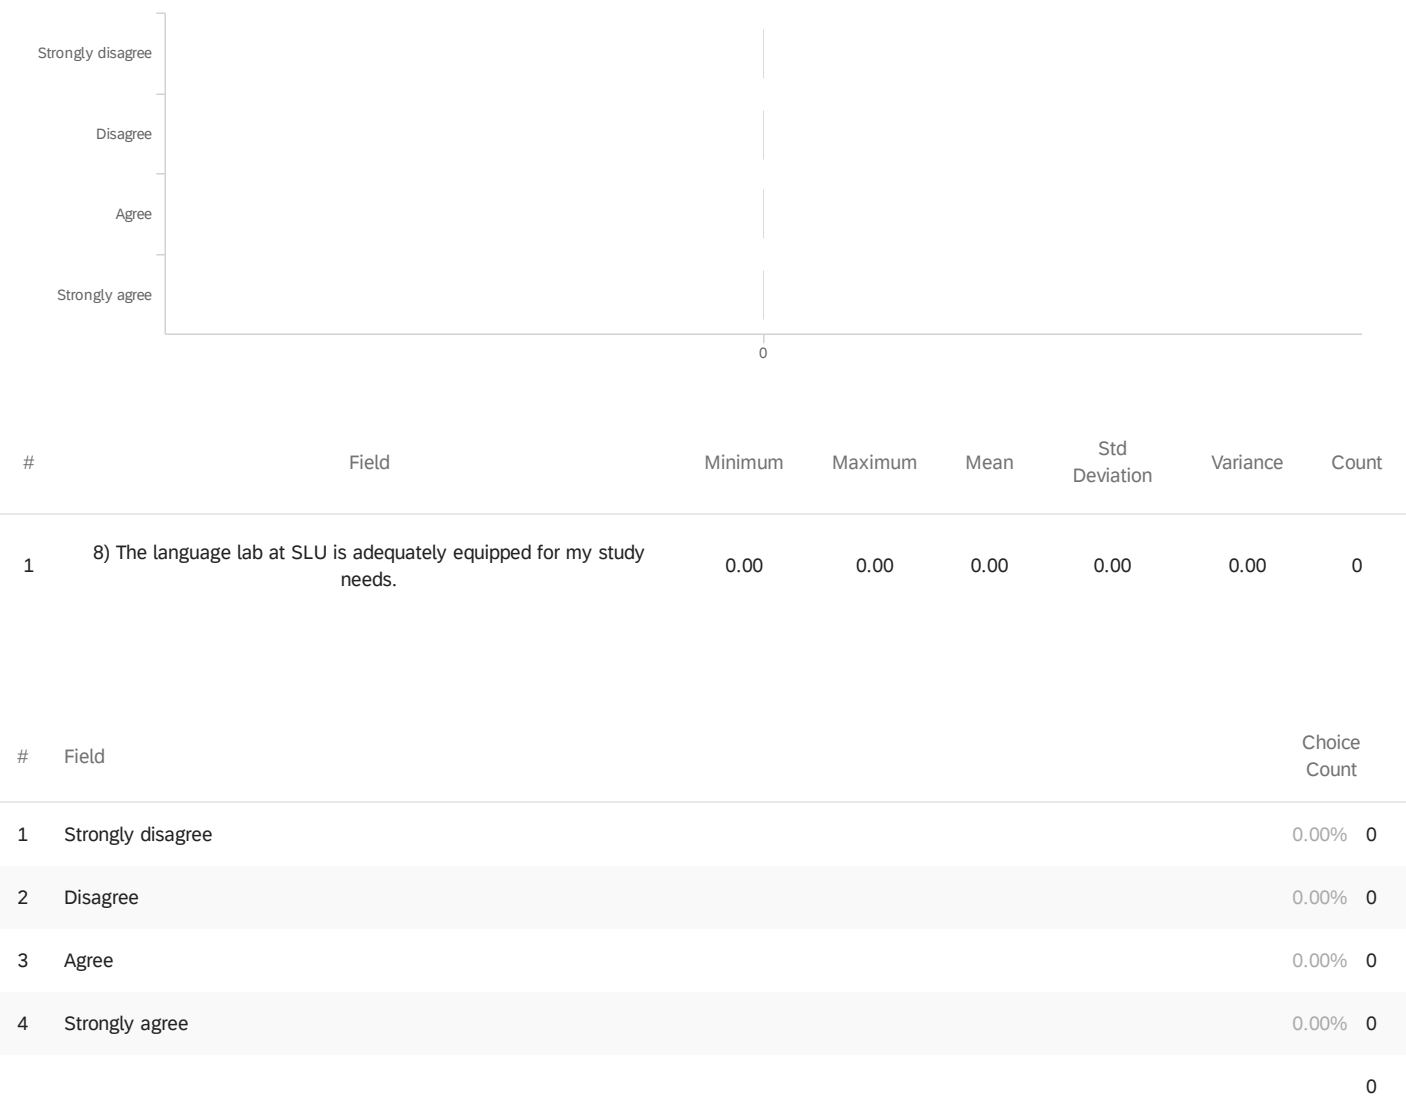 Strongly disagree
Disagree
Agree
Strongly agree
0
# Field Minimum Maximum Mean Std Deviation Variance Count
1 8) The language lab at SLU is adequately equipped for my study needs. 0.00 0.00 0.00 0.00 0.00 0
# Field Choice Count
1 Strongly disagree 0.00% 0
2 Disagree 0.00% 0
3 Agree 0.00% 0
4 Strongly agree 0.00% 0
0